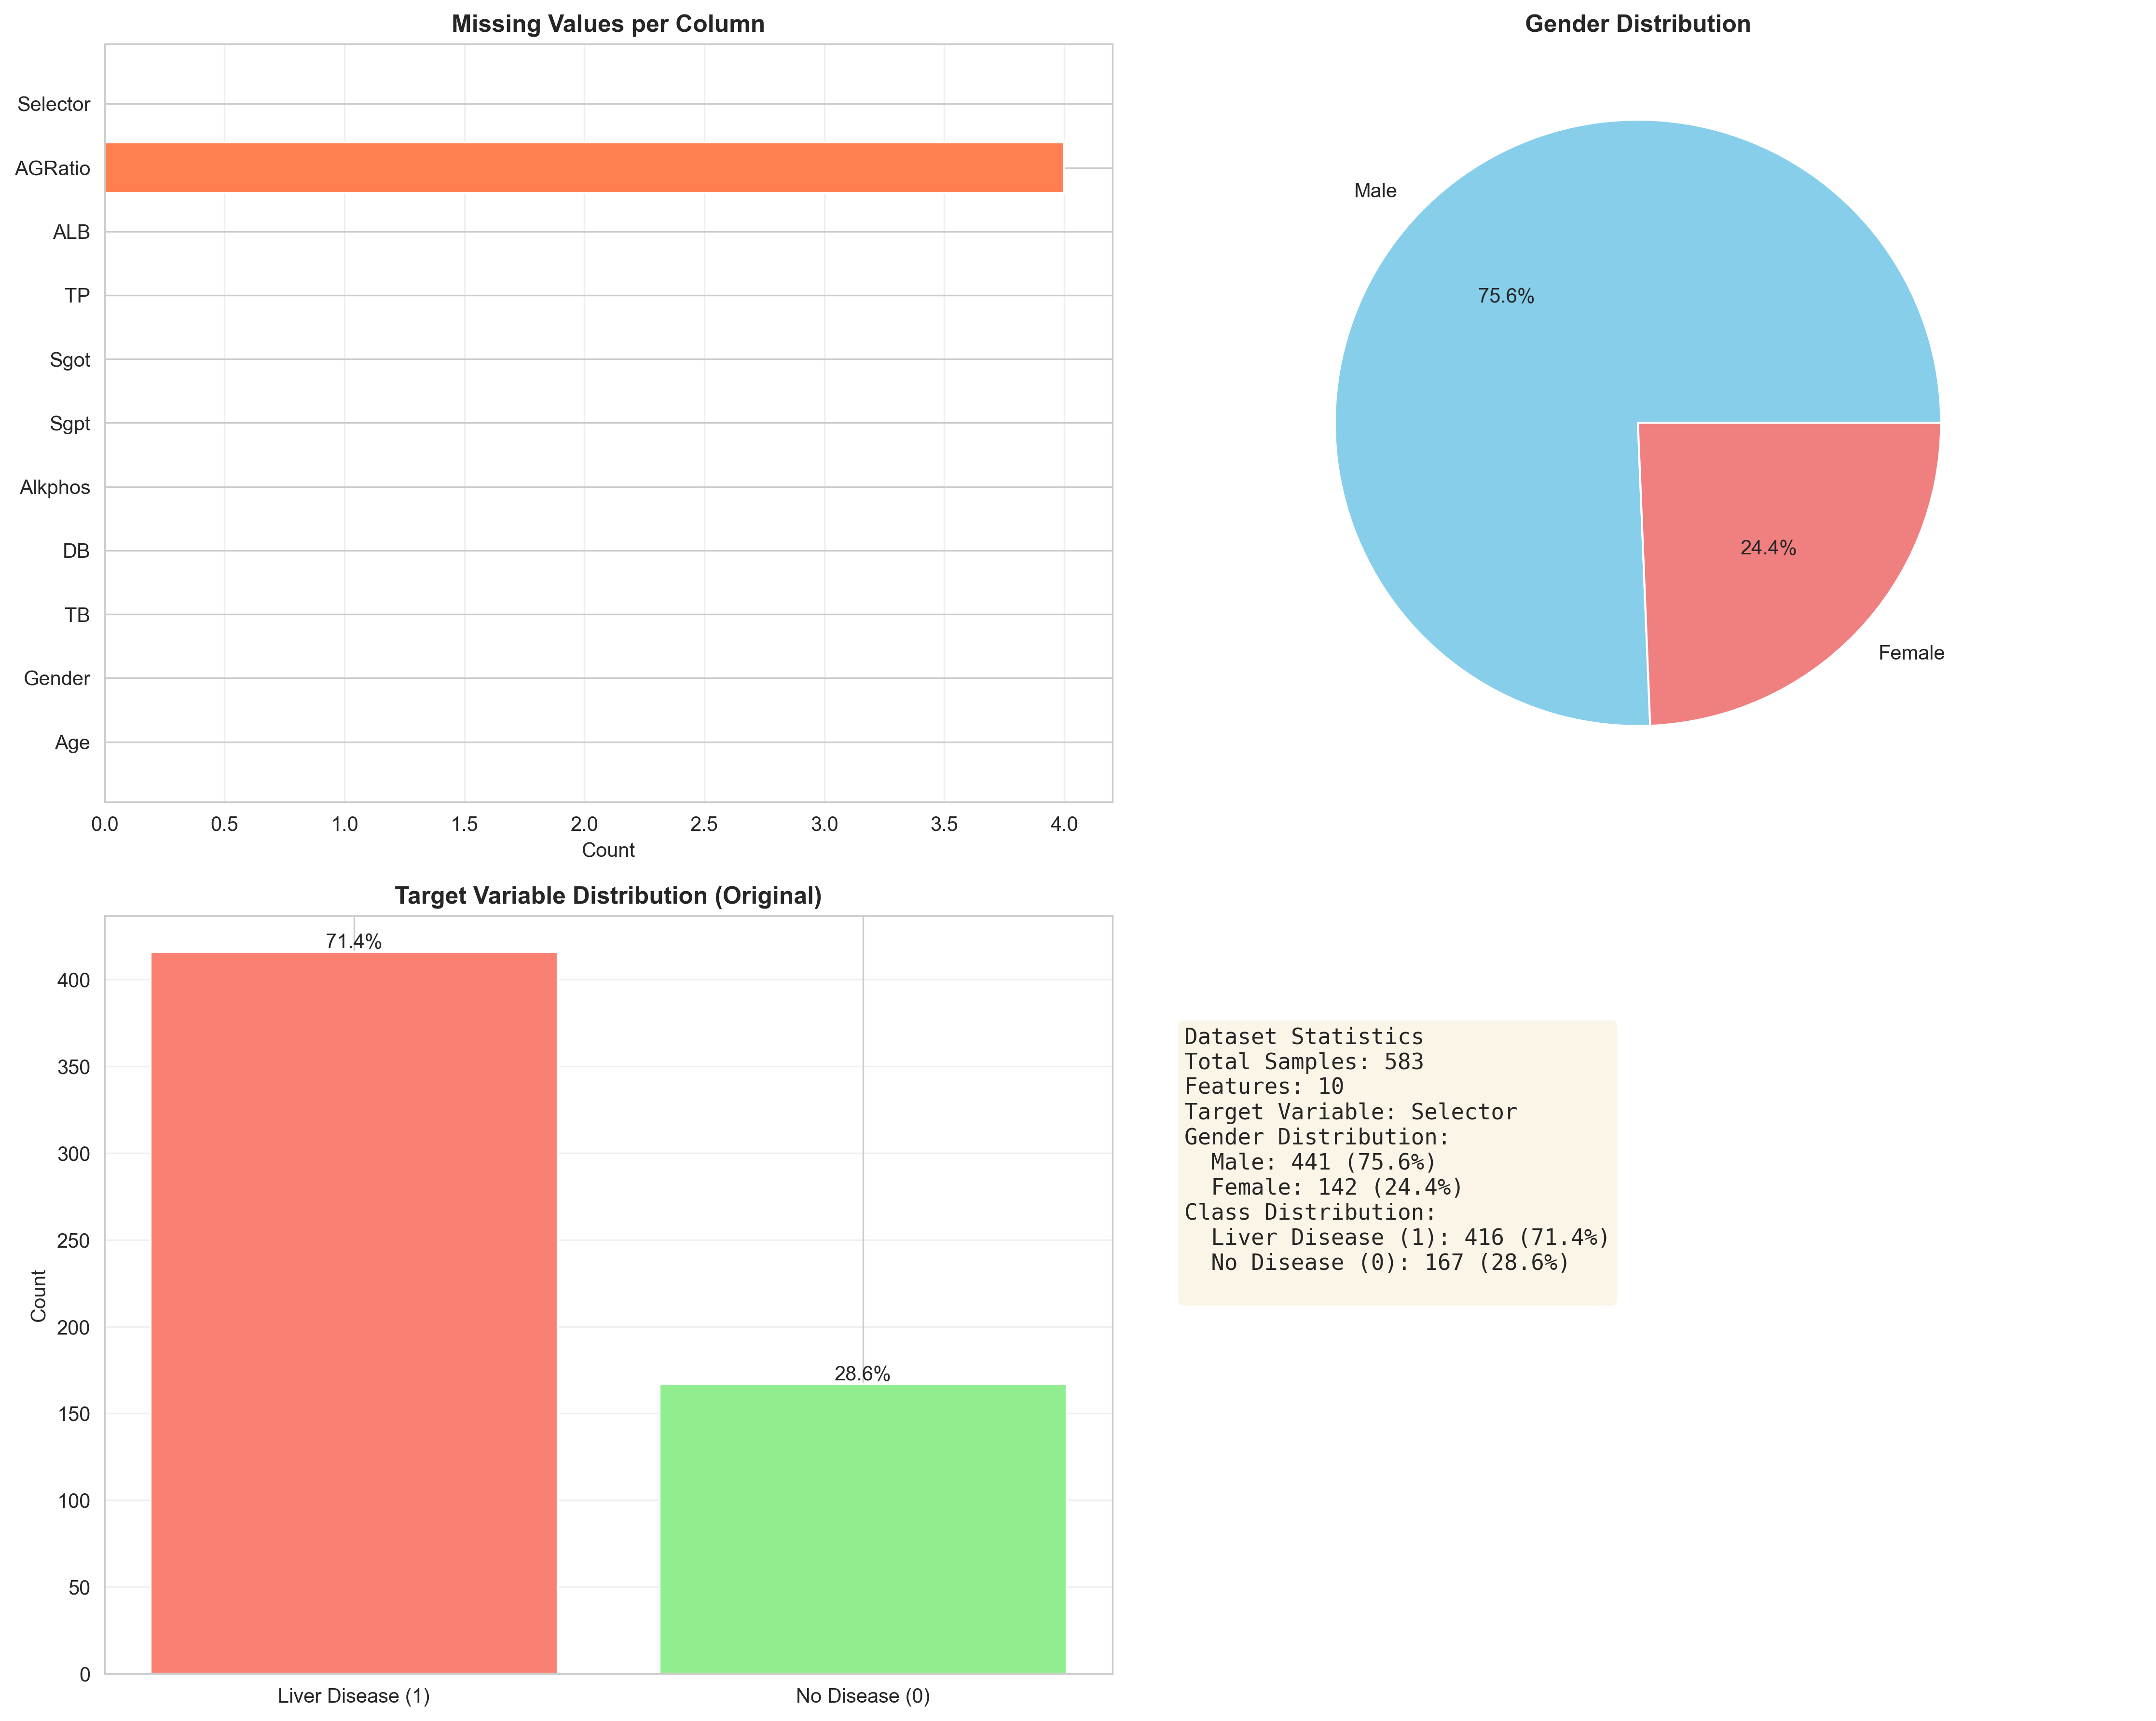 Missing Values per Column
Selector
AGRatio
ALB
TP
Sgot
Sgpt
Alkphos
DB
TB
Gender
Age
0.0 0.5 1.0 1.5 2.0 2.5 3.0 3.5 4.0
Count
Gender Distribution
Male
75.6%
24.4%
Female
Target Variable Distribution (Original)
71.4%
28.6%
400
350
300
250
200
150
100
50
0
Count
Liver Disease (1) No Disease (0)
Dataset Statistics
Total Samples: 583
Features: 10
Target Variable: Selector
Gender Distribution:
Male: 441 (75.6%)
Female: 142 (24.4%)
Class Distribution:
Liver Disease (1): 416 (71.4%)
No Disease (0): 167 (28.6%)